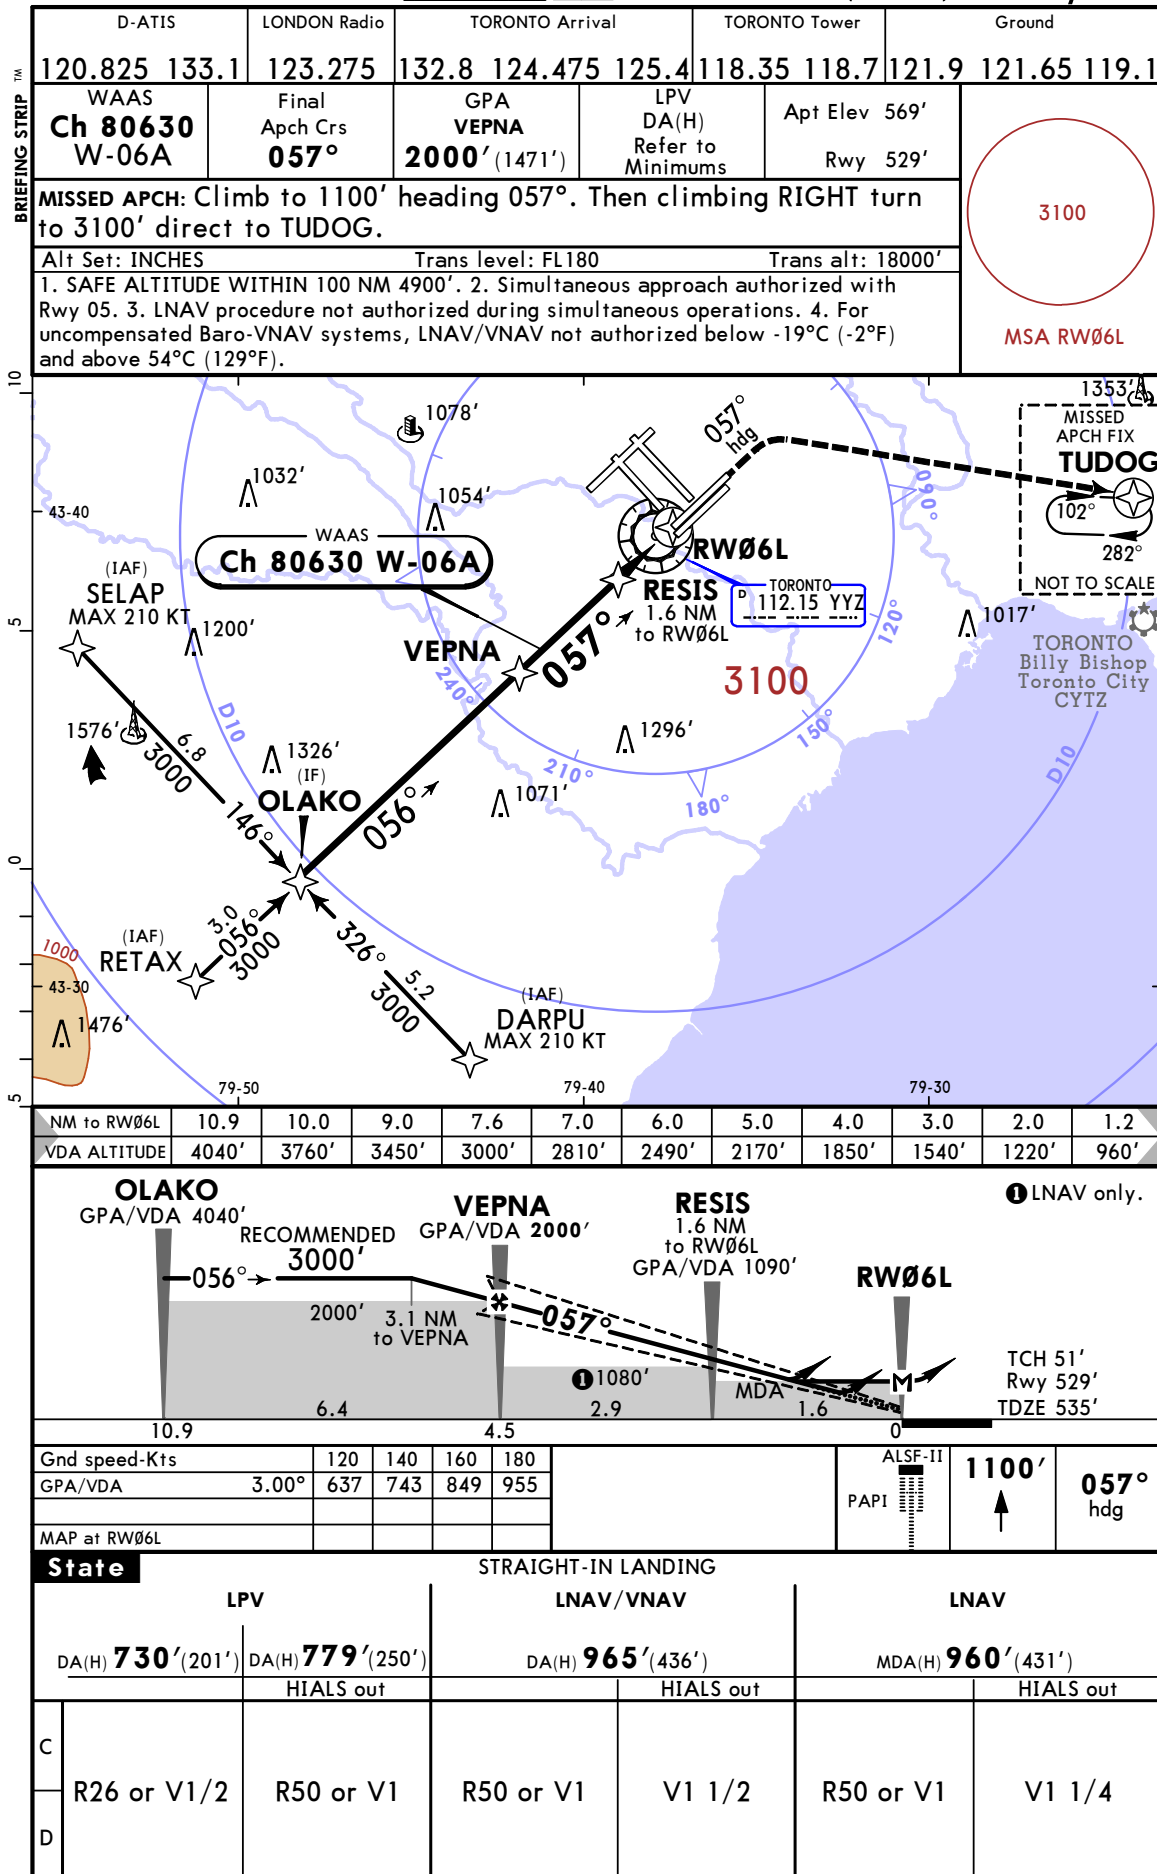 D-ATIS LONDON Radio TORONTO Arrival TORONTO Tower Ground
120.825 133.1 123.275 132.8 124.475 125.4 118.35 118.7 121.9 121.65 119.1
BRIEFING STRIP TM
WAAS
Ch 80630
W-06A
Final
Apch Crs
057°
GPA
VEPNA
2000' (1471')
LPV
DA(H)
Refer to
Minimums
Apt Elev 569'
Rwy 529'
MISSED APCH: Climb to 1100' heading 057°. Then climbing RIGHT turn
to 3100' direct to TUDOG.
Alt Set: INCHES Trans level: FL180 Trans alt: 18000'
1. SAFE ALTITUDE WITHIN 100 NM 4900'. 2. Simultaneous approach authorized with
Rwy 05. 3. LNAV procedure not authorized during simultaneous operations. 4. For
uncompensated Baro-VNAV systems, LNAV/VNAV not authorized below -19°C (-2°F)
and above 54°C (129°F).
3100
MSA RWØ6L
10
1078'
057°
hdg
1353'
MISSED
APCH FIX
TUDOG
102°
282°
NOT TO SCALE
1032'
1054'
43-40
090°
WAAS
Ch 80630 W-06A
RWØ6L
(IAF)
SELAP
MAX 210 KT
RESIS
1.6 NM
to RWØ6L
TORONTO
D 112.15 YYZ
120°
1017'
1200'
5
VEPNA
057°
240°
3100
TORONTO
Billy Bishop
Toronto City
CYTZ
D10
1576'
6.8
3000
1326'
(IF)
OLAKO
1296'
150°
210°
D10
1071'
180°
056°
146°
0
3.0
056°
3000
(IAF)
RETAX
326°
5.2
3000
1000
43-30
1476'
(IAF)
DARPU
MAX 210 KT
5
79-50 79-40 79-30
NM to RWØ6L 10.9 10.0 9.0 7.6 7.0 6.0 5.0 4.0 3.0 2.0 1.2
VDA ALTITUDE 4040' 3760' 3450' 3000' 2810' 2490' 2170' 1850' 1540' 1220' 960'
OLAKO
GPA/VDA 4040'
RECOMMENDED
3000'
056°
2000'
3.1 NM
to VEPNA
VEPNA
GPA/VDA 2000'
057°
RESIS
1.6 NM
to RWØ6L
GPA/VDA 1090'
1 LNAV only.
RWØ6L
1 1080'
MDA
M
TCH 51'
Rwy 529'
TDZE 535'
6.4 2.9 1.6
10.9 4.5 0
Gnd speed-Kts 120 140 160 180
GPA/VDA 3.00° 637 743 849 955
MAP at RWØ6L
ALSF-II
PAPI
1100'
057°
hdg
State STRAIGHT-IN LANDING
LPV LNAV/VNAV LNAV
DA(H) 730'(201') DA(H) 779'(250') DA(H) 965'(436') MDA(H) 960'(431')
HIALS out HIALS out HIALS out
C
R26 or V1/2 R50 or V1 R50 or V1 V1 1/2 R50 or V1 V1 1/4
D